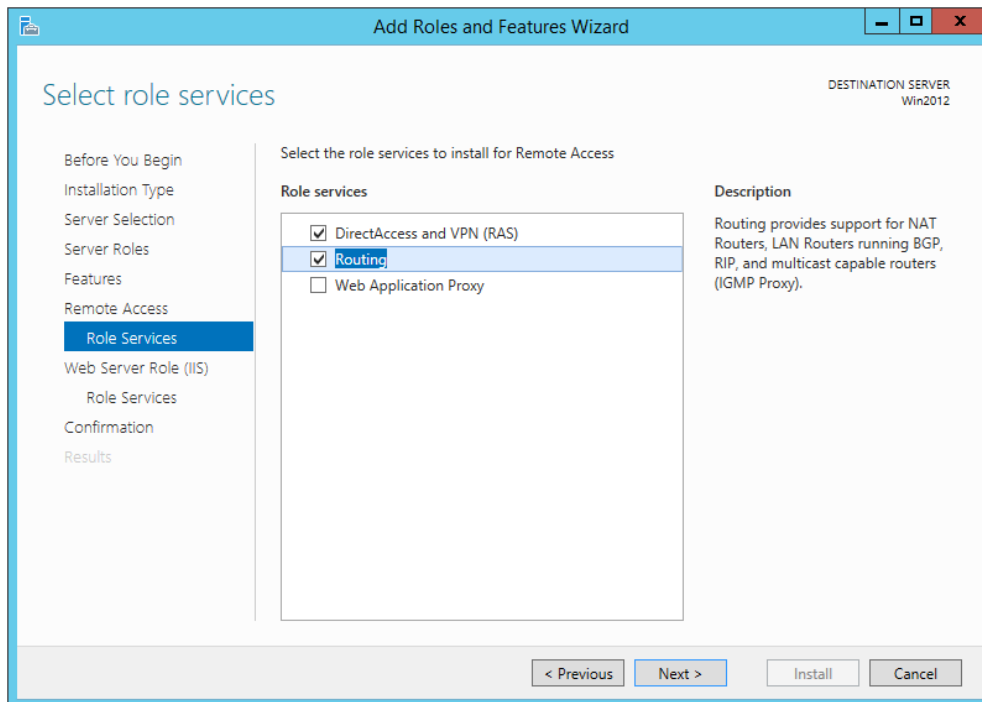 Add Roles and Features Wizard
Select role services
DESTINATION SERVER
Win2012
Before You Begin
Installation Type
Server Selection
Server Roles
Features
Remote Access
Role Services
Web Server Role (IIS)
Role Services
Confirmation
Results
Select the role services to install for Remote Access
Role services
DirectAccess and VPN (RAS)
Routing
Web Application Proxy
Description
Routing provides support for NAT
Routers, LAN Routers running BGP,
RIP, and multicast capable routers
(IGMP Proxy).
< Previous
Next >
Install
Cancel